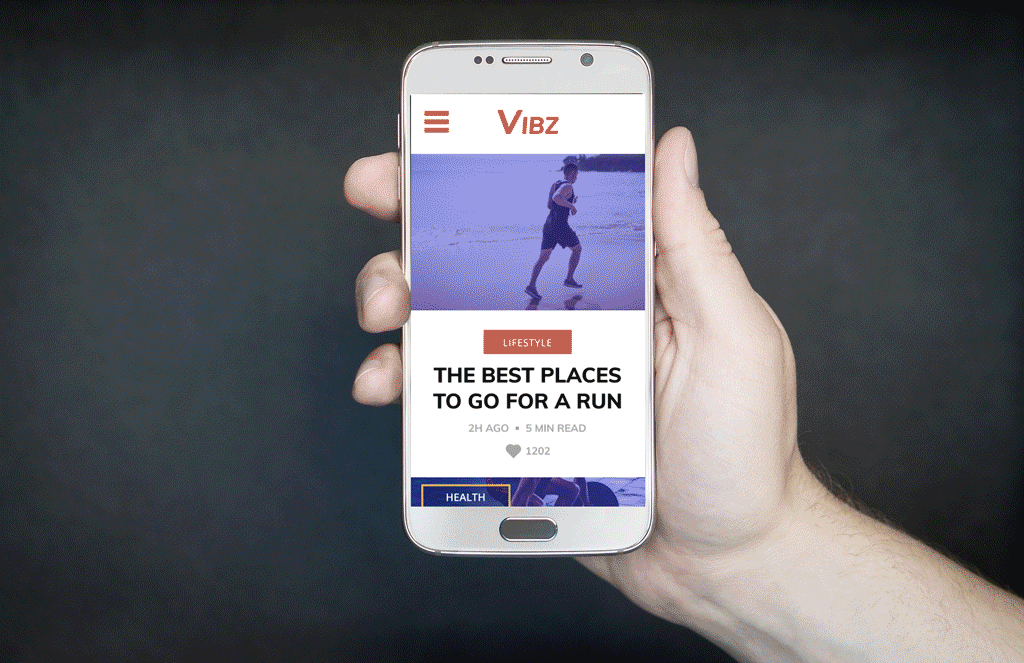 VIBZ
LIFESTYLE
THE BEST PLACES
TO GO FOR A RUN
2H AGO ▪ 5 MIN READ
1202
HEALTH